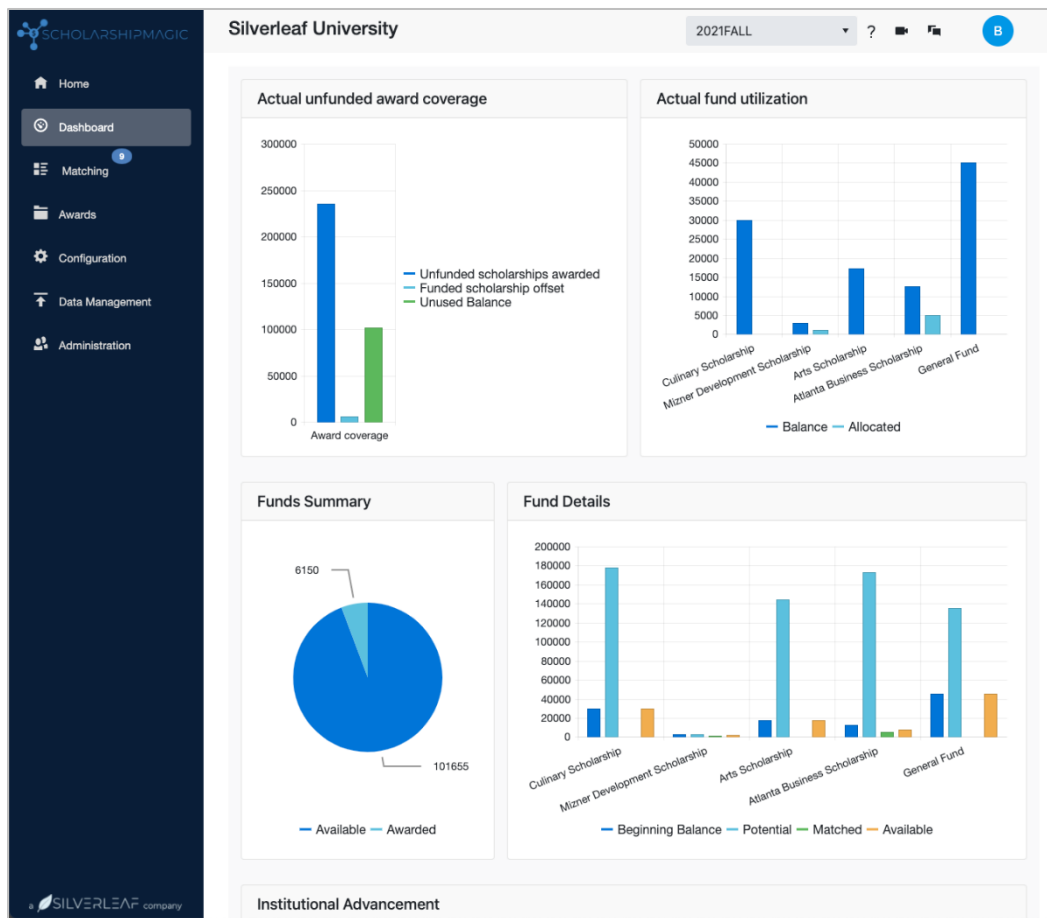 SCHOLARSHIPMAGIC
Home
Dashboard
9
Matching
Awards
Configuration
Data Management
Administration
a SILVERLEAF company
Silverleaf University
2021FALL
?
B
Actual unfunded award coverage
300000
250000
200000
150000
100000
50000
0
Award coverage
Unfunded scholarships awarded
Funded scholarship offset
Unused Balance
Actual fund utilization
50000
45000
40000
35000
30000
25000
20000
15000
10000
5000
0
Culinary Scholarship
Mizner Development Scholarship
Arts Scholarship
Atlanta Business Scholarship
General Fund
Balance Allocated
Funds Summary
6150
101655
Available Awarded
Fund Details
200000
180000
160000
140000
120000
100000
80000
60000
40000
20000
0
Culinary Scholarship
Mizner Development Scholarship
Arts Scholarship
Atlanta Business Scholarship
General Fund
Beginning Balance Potential Matched Available
Institutional Advancement